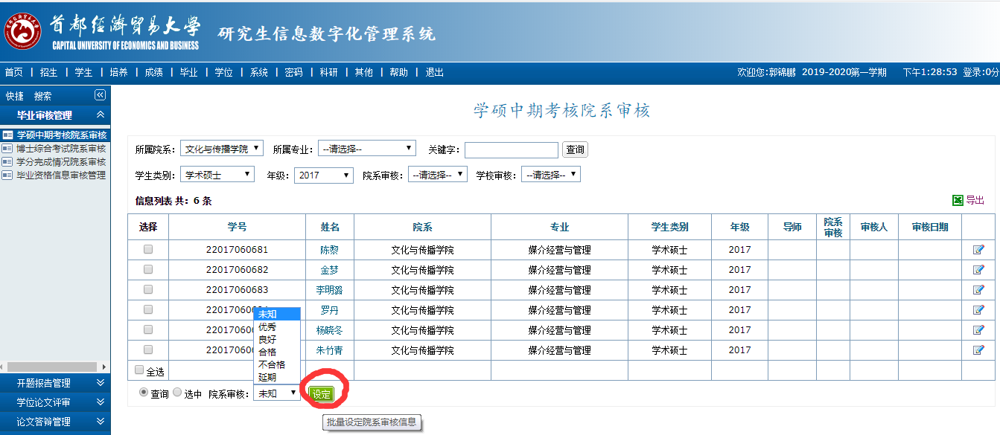 首都经济贸易大学 研究生信息数字化管理系统
CAPITAL UNIVERSITY OF ECONOMICS AND BUSINESS
首页 | 招生 | 学生 | 培养 | 成绩 | 毕业 | 学位 | 系统 | 密码 | 科研 | 其他 | 帮助 | 退出 欢迎您:郭锦鹏 2019-2020第一学期 下午1:28:53 登录:0分
快捷 搜索
毕业审核管理
学硕中期考核院系审核
博士综合考试院系审核
学分完成情况院系审核
毕业资格信息审核管理
开题报告管理
学位论文评审
论文答辩管理
学硕中期考核院系审核
所属院系: 文化与传播学院 所属专业: --请选择-- 关键字: 查询
学生类别: 学术硕士 年级: 2017 院系审核: --请选择-- 学校审核: --请选择--
信息列表 共: 6 条 导出
选择 学号 姓名 院系 专业 学生类别 年级 导师 院系审核 审核人 审核日期
22017060681 陈黎 文化与传播学院 媒介经营与管理 学术硕士 2017
22017060682 金梦 文化与传播学院 媒介经营与管理 学术硕士 2017
22017060683 李明璐 文化与传播学院 媒介经营与管理 学术硕士 2017
2201706068 罗丹 文化与传播学院 媒介经营与管理 学术硕士 2017
220170606 杨晓冬 文化与传播学院 媒介经营与管理 学术硕士 2017
220170606 朱竹青 文化与传播学院 媒介经营与管理 学术硕士 2017
全选
未知
优秀
良好
合格
不合格
延期
查询 选中 院系审核: 未知 设定
批量设定院系审核信息